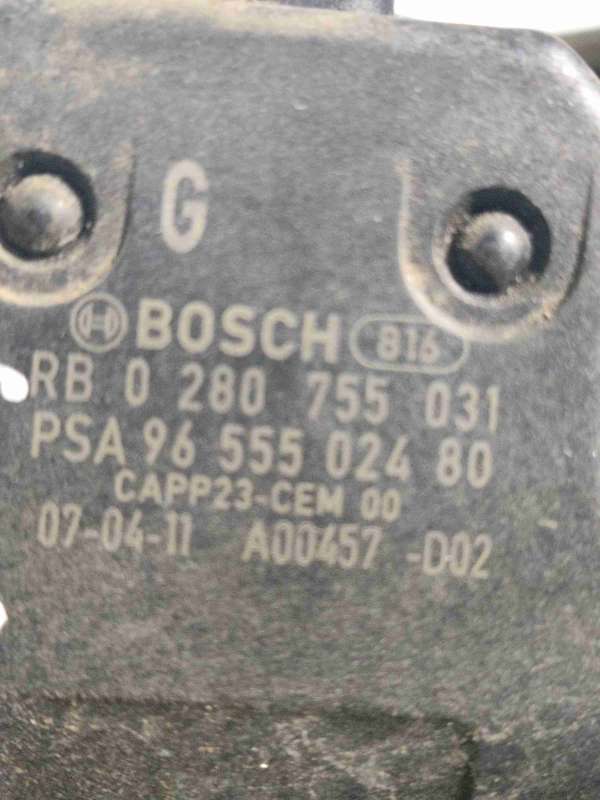 G
BOSCH 816
RB 0 280 755 031
PSA 96 555 024 80
CAPP23-CEM 00
07-04-11 A00457 -D02